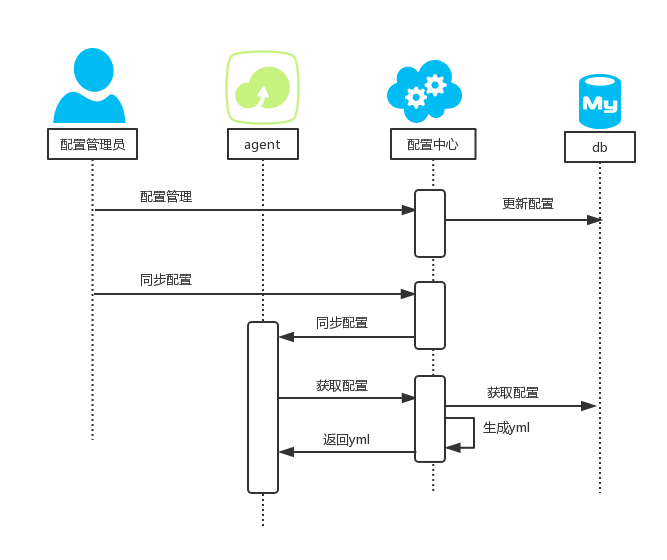 My
配置管理员
agent
配置中心
db
配置管理
更新配置
同步配置
同步配置
获取配置
获取配置
生成yml
返回yml